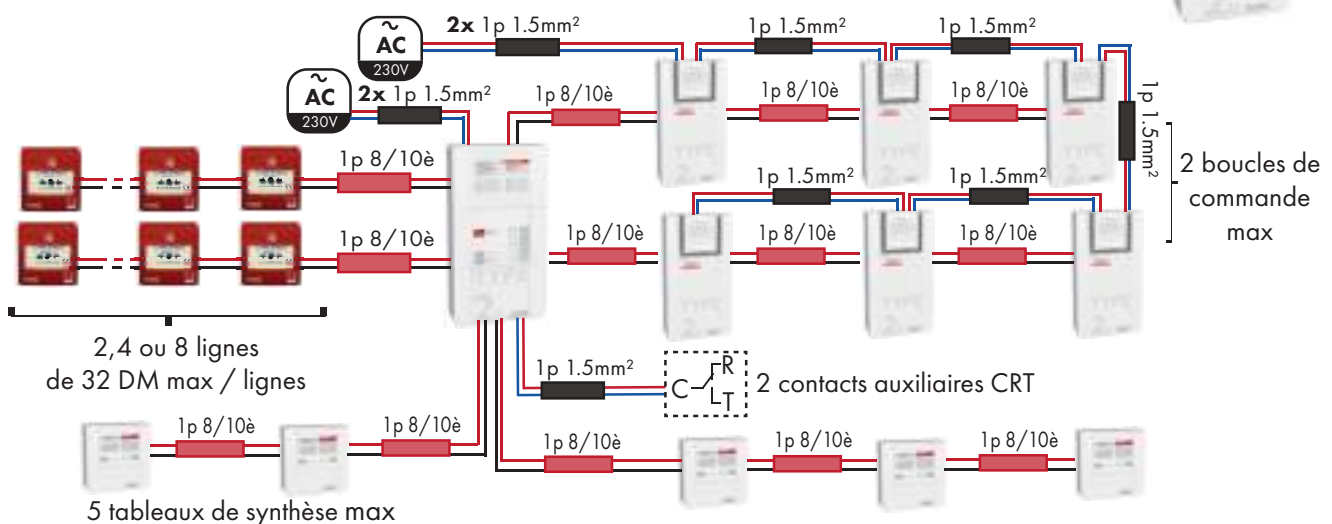 2x 1p 1.5mm²
1p 1.5mm²
1p 1.5mm²
~
AC
230V
~
AC
230V
2x 1p 1.5mm²
1p 8/10è
1p 8/10è
1p 8/10è
1p 1.5mm²
1p 8/10è
1p 1.5mm²
1p 1.5mm²
2 boucles de
commande
max
1p 8/10è
1p 8/10è
1p 8/10è
1p 8/10è
2,4 ou 8 lignes
de 32 DM max / lignes
1p 1.5mm²
C
R
T
2 contacts auxiliaires CRT
1p 8/10è
1p 8/10è
1p 8/10è
1p 8/10è
1p 8/10è
5 tableaux de synthèse max